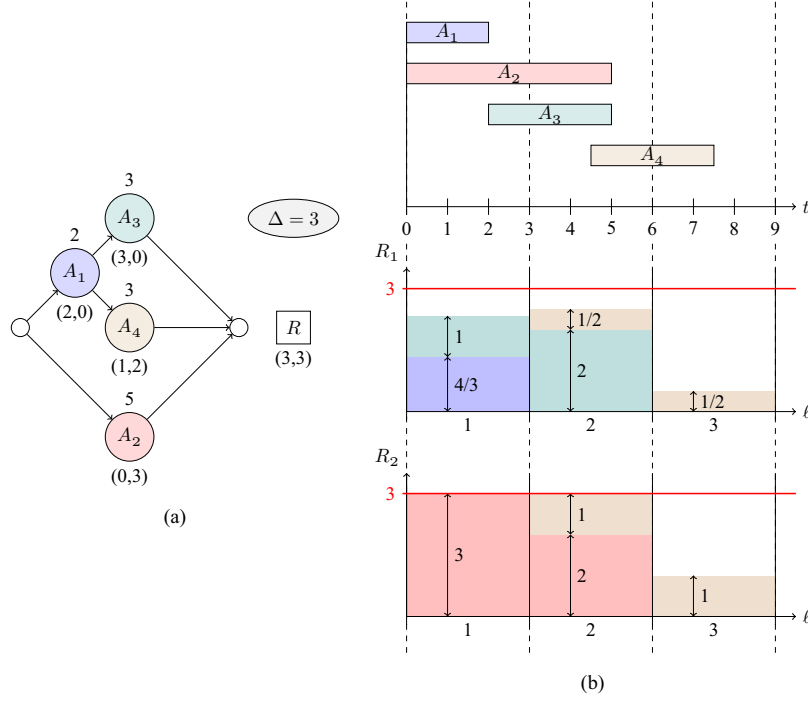 3
A₃
(3,0)
Δ = 3
2
A₁
(2,0)
3
A₄
(1,2)
R
(3,3)
5
A₂
(0,3)
(a)
A₁
A₂
A₃
A₄
t
0 1 2 3 4 5 6 7 8 9
R₁
3
1
4/3
1/2
2
1/2
1 2 3 ℓ
R₂
3
3
1
2
1
1 2 3 ℓ
(b)